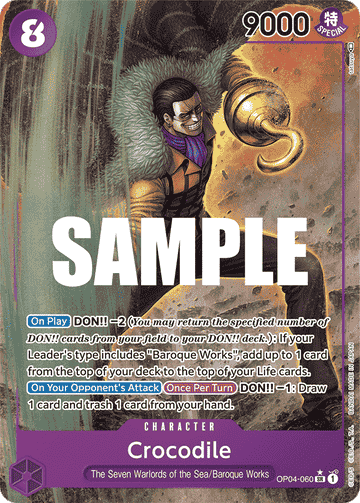 8
9000
特
SPECIAL
SAMPLE
On Play DON!! −2 (You may return the specified number of
DON!! cards from your field to your DON!! deck.): If your
Leader's type includes "Baroque Works", add up to 1 card
from the top of your deck to the top of your Life cards.
On Your Opponent's Attack Once Per Turn DON!! −1: Draw
1 card and trash 1 card from your hand.
CHARACTER
Crocodile
The Seven Warlords of the Sea/Baroque Works
OP04-060 SR 1